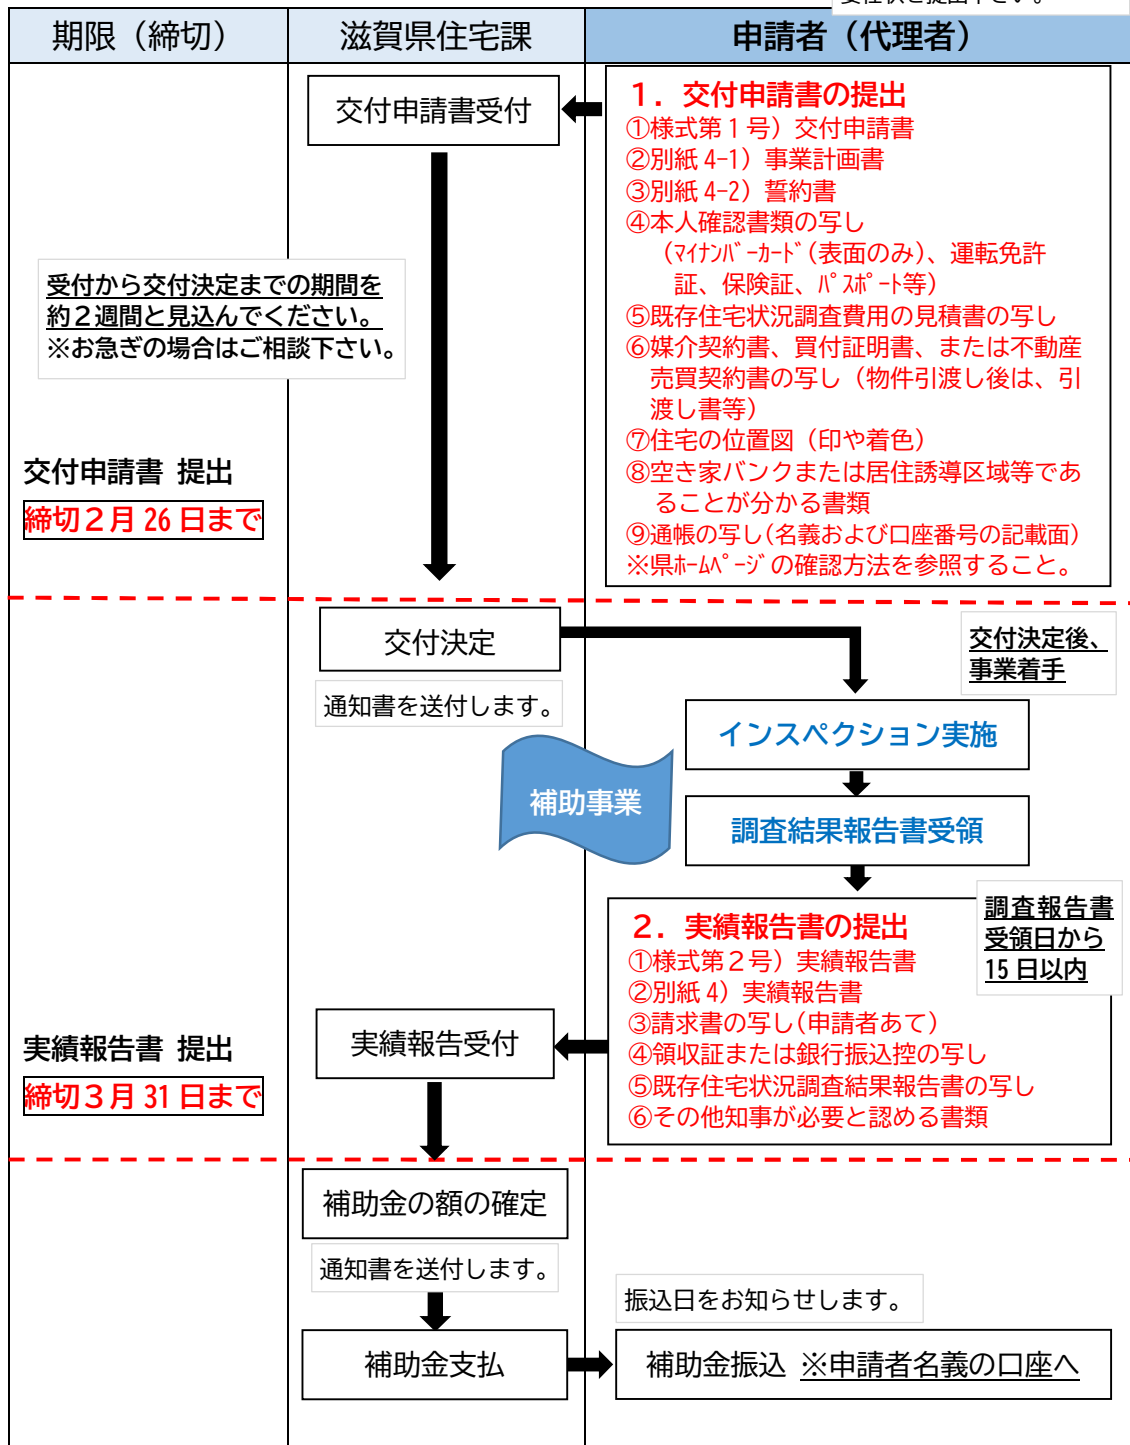 期限（締切）
滋賀県住宅課
申請者（代理者）
交付申請書受付
１．交付申請書の提出
①様式第１号）交付申請書
②別紙 4-1）事業計画書
③別紙 4-2）誓約書
④本人確認書類の写し
（ﾏｲﾅﾝﾊﾞｰｶｰﾄﾞ(表面のみ)、運転免許
証、保険証、ﾊﾟｽﾎﾟｰﾄ等）
⑤既存住宅状況調査費用の見積書の写し
⑥媒介契約書、買付証明書、または不動産
売買契約書の写し（物件引渡し後は、引
渡し書等）
⑦住宅の位置図（印や着色）
⑧空き家バンクまたは居住誘導区域等であ
ることが分かる書類
⑨通帳の写し(名義および口座番号の記載面)
※県ﾎｰﾑﾍﾟｰｼﾞの確認方法を参照すること。
受付から交付決定までの期間を
約２週間と見込んでください。
※お急ぎの場合はご相談下さい。
交付申請書 提出
締切２月 26 日まで
交付決定
通知書を送付します。
交付決定後、
事業着手
インスペクション実施
補助事業
調査結果報告書受領
調査報告書
受領日から
15 日以内
２．実績報告書の提出
①様式第２号）実績報告書
②別紙 4）実績報告書
③請求書の写し(申請者あて)
④領収証または銀行振込控の写し
⑤既存住宅状況調査結果報告書の写し
⑥その他知事が必要と認める書類
実績報告受付
実績報告書 提出
締切３月 31 日まで
補助金の額の確定
通知書を送付します。
振込日をお知らせします。
補助金支払
補助金振込 ※申請者名義の口座へ